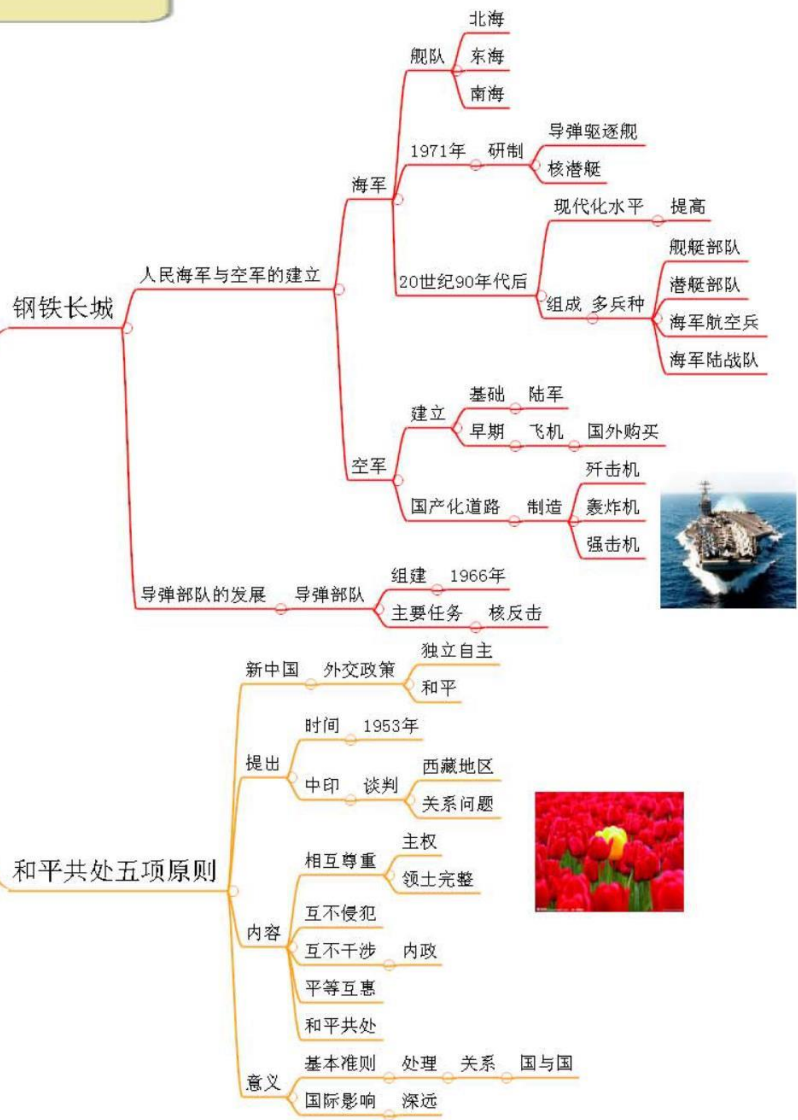 钢铁长城
人民海军与空军的建立
海军
舰队
北海
东海
南海
1971年 研制
导弹驱逐舰
核潜艇
20世纪90年代后
现代化水平 提高
组成 多兵种
舰艇部队
潜艇部队
海军航空兵
海军陆战队
空军
建立
基础 陆军
早期 飞机 国外购买
国产化道路 制造
歼击机
轰炸机
强击机
导弹部队的发展 导弹部队
组建 1966年
主要任务 核反击
和平共处五项原则
新中国 外交政策
独立自主
和平
提出
时间 1953年
中印 谈判
西藏地区
关系问题
内容
相互尊重
主权
领土完整
互不侵犯
互不干涉 内政
平等互惠
和平共处
意义
基本准则 处理 关系 国与国
国际影响 深远